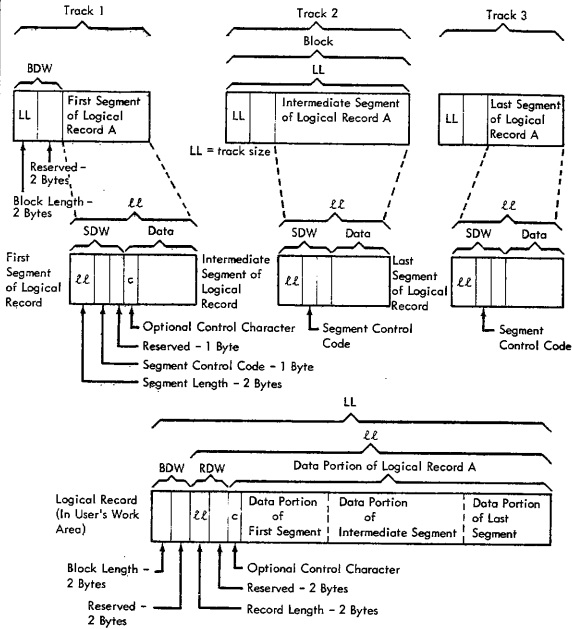 Track 1
Track 2
Track 3
Block
BDW
LL
LL
First Segment
of Logical
Record A
LL
Intermediate Segment
of Logical Record A
LL
Last Segment
of Logical
Record A
LL = track size
Reserved –
2 Bytes
Block Length –
2 Bytes
ℓℓ
ℓℓ
ℓℓ
SDW
Data
SDW
Data
SDW
Data
First
Segment
of Logical
Record
ℓℓ
c
Intermediate
Segment of
Logical
Record
ℓℓ
Last
Segment
of Logical
Record
ℓℓ
Optional Control Character
Reserved – 1 Byte
Segment Control Code – 1 Byte
Segment Length – 2 Bytes
Segment Control
Code
Segment
Control Code
LL
ℓℓ
BDW
RDW
Data Portion of Logical Record A
Logical Record
(In User's Work
Area)
ℓℓ
c
Data Portion
of
First Segment
Data Portion
of
Intermediate Segment
Data Portion
of Last
Segment
Block Length –
2 Bytes
Reserved –
2 Bytes
Optional Control Character
Reserved – 2 Bytes
Record Length – 2 Bytes